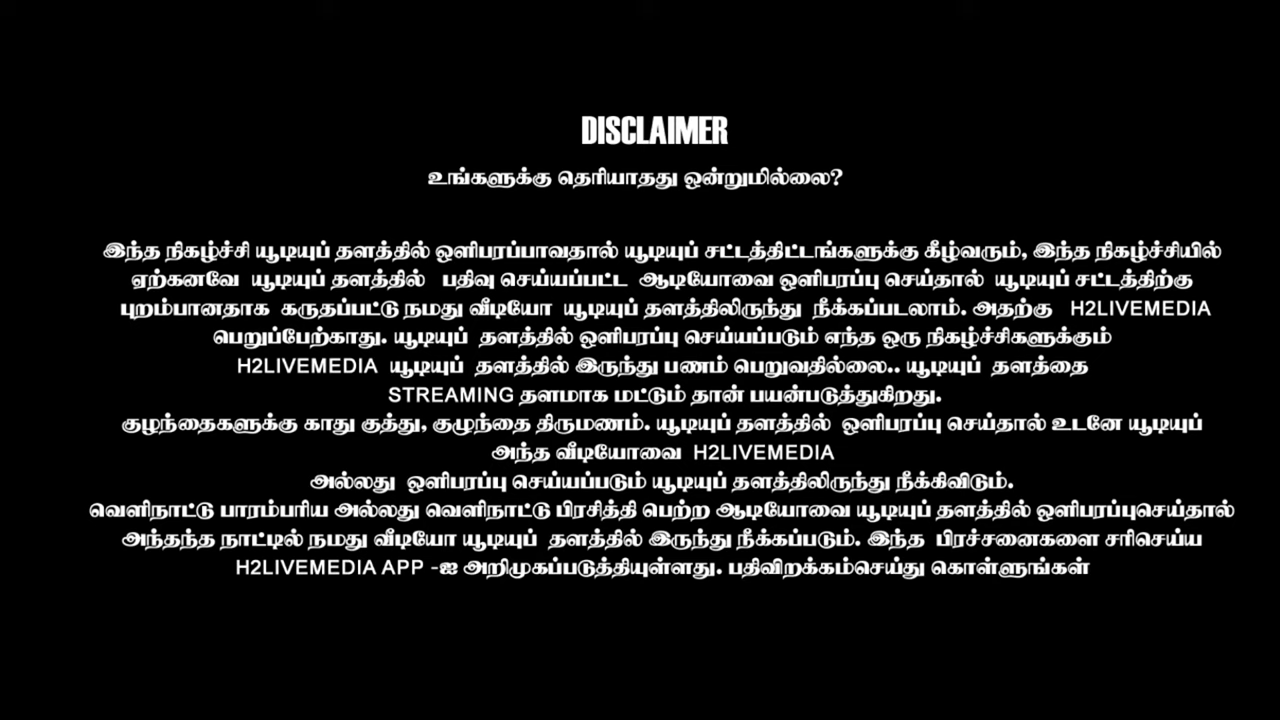 DISCLAIMER
உங்களுக்கு தெரியாதது ஒன்றுமில்லை?
இந்த நிகழ்ச்சி யூடியுப் தளத்தில் ஒளிபரப்பாவதால் யூடியுப் சட்டத்திட்டங்களுக்கு கீழ்வரும், இந்த நிகழ்ச்சியில்
ஏற்கனவே யூடியுப் தளத்தில் பதிவு செய்யப்பட்ட ஆடியோவை ஒளிபரப்பு செய்தால் யூடியுப் சட்டத்திற்கு
புறம்பானதாக கருதப்பட்டு நமது வீடியோ யூடியுப் தளத்திலிருந்து நீக்கப்படலாம். அதற்கு H2LIVEMEDIA
பெறுப்பேற்காது. யூடியுப் தளத்தில் ஒளிபரப்பு செய்யப்படும் எந்த ஒரு நிகழ்ச்சிகளுக்கும்
H2LIVEMEDIA யூடியுப் தளத்தில் இருந்து பணம் பெறுவதில்லை.. யூடியுப் தளத்தை
STREAMING தளமாக மட்டும் தான் பயன்படுத்துகிறது.
குழந்தைகளுக்கு காது குத்து, குழுந்தை திருமணம். யூடியுப் தளத்தில் ஒளிபரப்பு செய்தால் உடனே யூடியுப்
அந்த வீடியோவை H2LIVEMEDIA
அல்லது ஒளிபரப்பு செய்யப்படும் யூடியுப் தளத்திலிருந்து நீக்கிவிடும்.
வெளிநாட்டு பாரம்பரிய அல்லது வெளிநாட்டு பிரசித்தி பெற்ற ஆடியோவை யூடியுப் தளத்தில் ஒளிபரப்புசெய்தால்
அந்தந்த நாட்டில் நமது வீடியோ யூடியுப் தளத்தில் இருந்து நீக்கப்படும். இந்த பிரச்சனைகளை சரிசெய்ய
H2LIVEMEDIA APP -ஐ அறிமுகப்படுத்தியுள்ளது. பதிவிறக்கம்செய்து கொள்ளுங்கள்